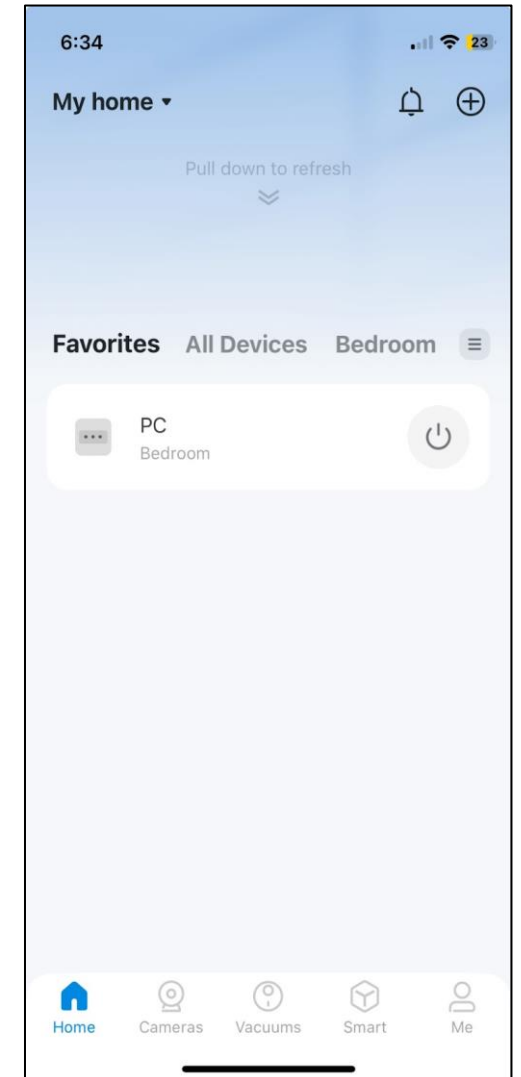 6:34
23
My home
Pull down to refresh
Favorites All Devices Bedroom
PC
Bedroom
Home Cameras Vacuums Smart Me